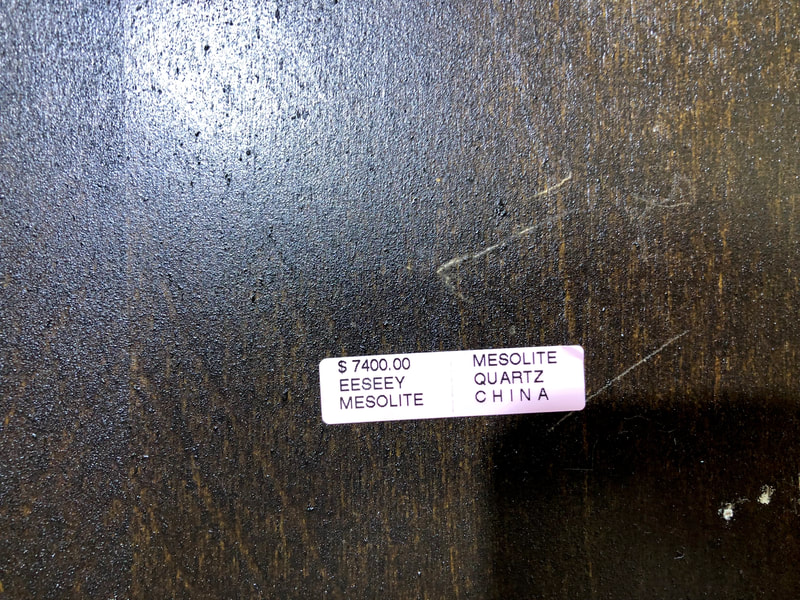 $ 7400.00
EESEEY
MESOLITE
MESOLITE
QUARTZ
CHINA